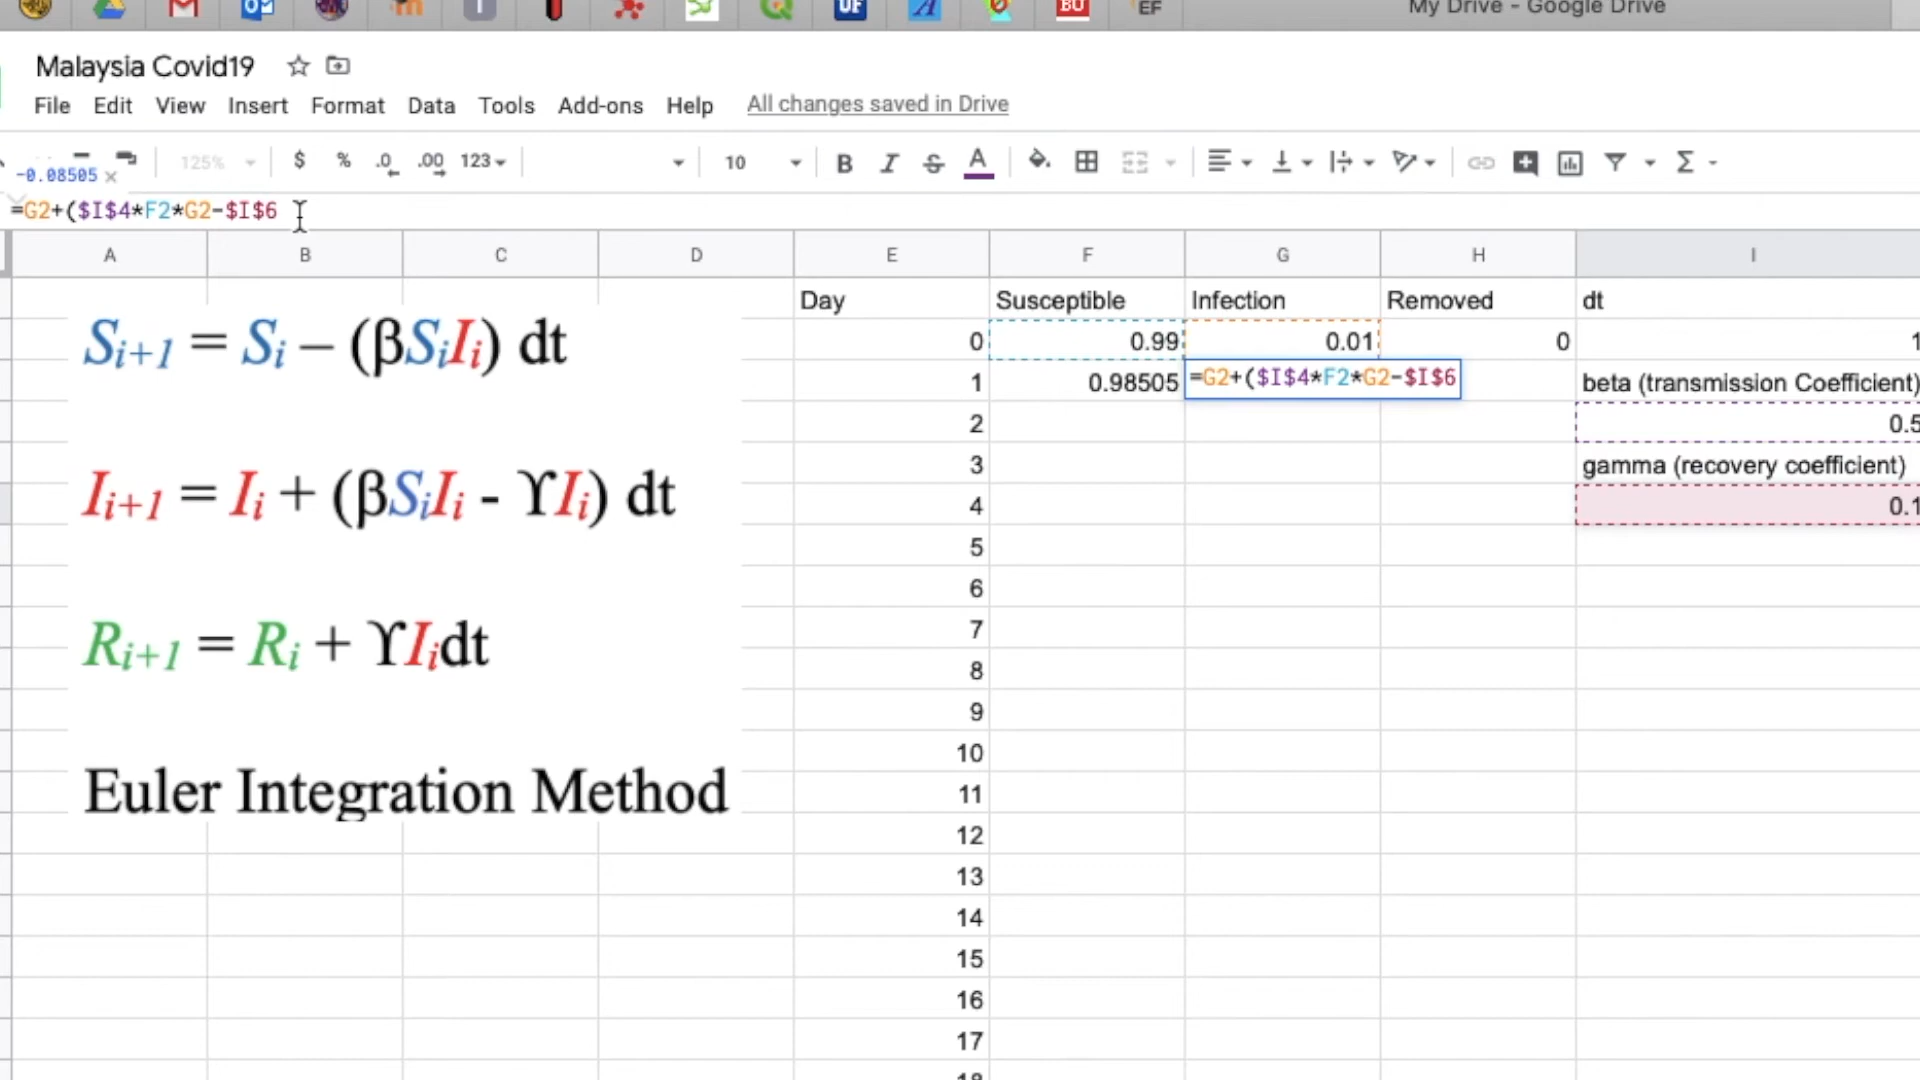 UF
BU
EF
My Drive - Google Drive
Malaysia Covid19
File Edit View Insert Format Data Tools Add-ons Help All changes saved in Drive
125% $ % .0 .00 123 10 B I S A Σ
-0.08505 ×
=G2+($I$4*F2*G2-$I$6
A B C D E F G H I
Day Susceptible Infection Removed dt
0 0.99 0.01 0 1
1 0.98505 =G2+($I$4*F2*G2-$I$6 beta (transmission Coefficient)
2 0.5
3 gamma (recovery coefficient)
4 0.1
5
6
7
8
9
10
11
12
13
14
15
16
17
18
Si+1 = Si – (βSiIi) dt
Ii+1 = Ii + (βSiIi - ϒIi) dt
Ri+1 = Ri + ϒIidt
Euler Integration Method